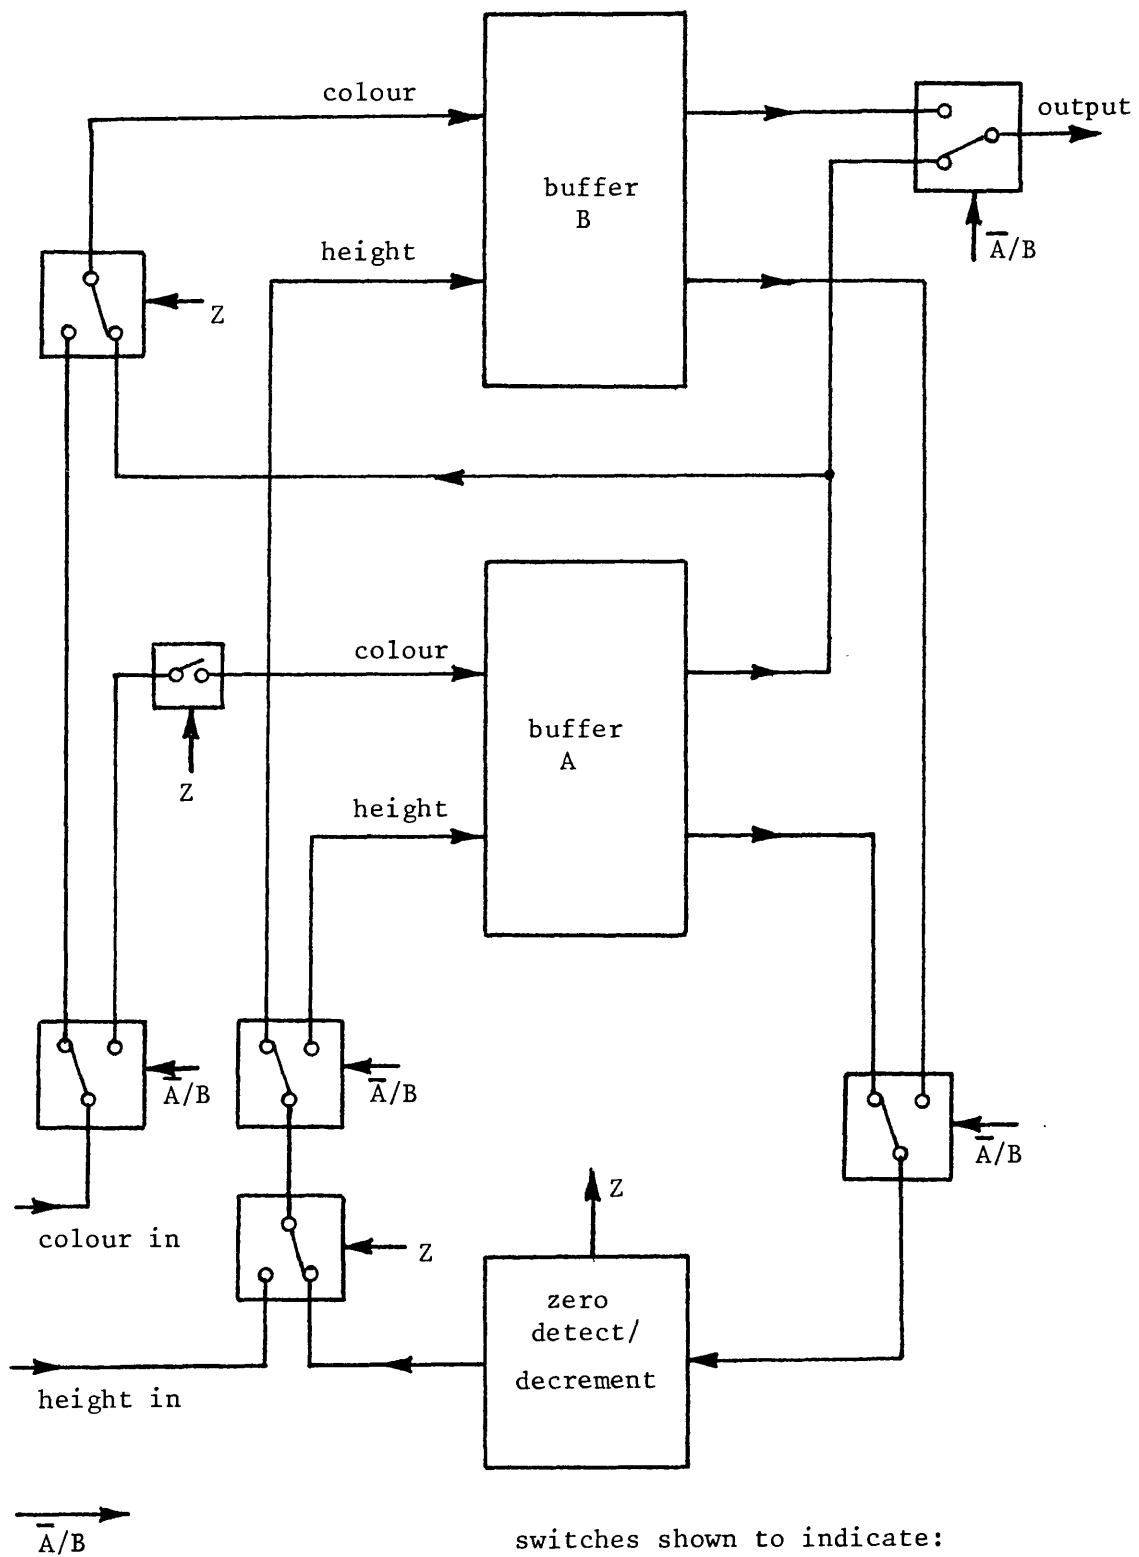 colour
output
buffer
B
A̅/B
height
Z
colour
buffer
A
Z
height
A̅/B
A̅/B
A̅/B
Z
colour in
Z
zero
detect/
decrement
height in
A̅/B
switches shown to indicate: